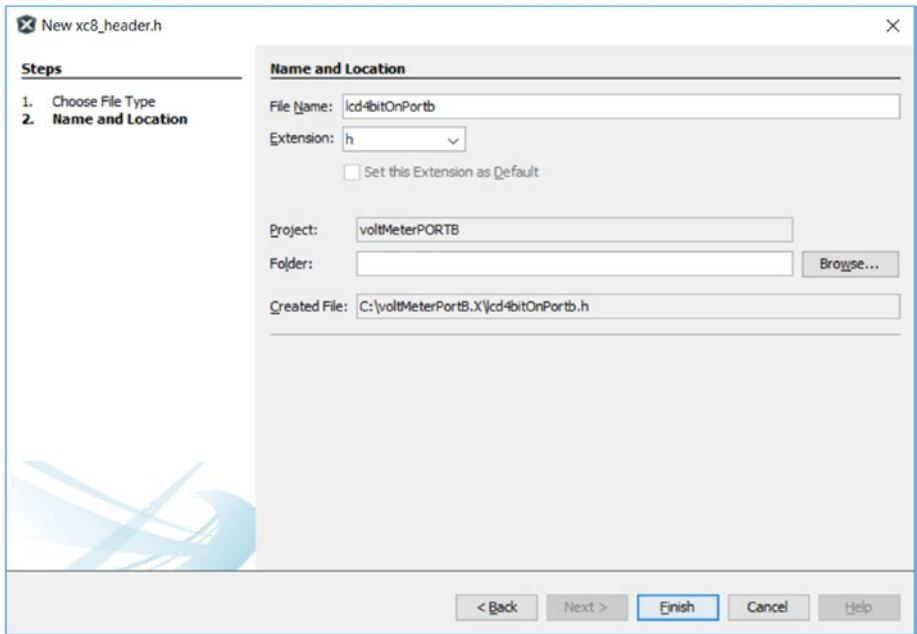 New xc8_header.h
Steps
1. Choose File Type
2. Name and Location
Name and Location
File Name: lcd4bitOnPortb
Extension: h
Set this Extension as Default
Project: voltMeterPORTB
Folder:
Browse...
Created File: C:\voltMeterPortB.X\lcd4bitOnPortb.h
< Back Next > Finish Cancel Help